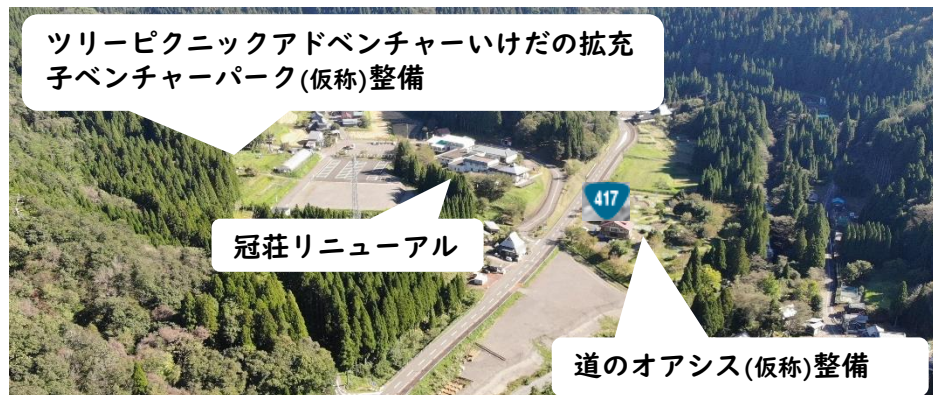 ツリーピクニックアドベンチャーいけだの拡充
子ベンチャーパーク(仮称)整備
417
冠荘リニューアル
道のオアシス(仮称)整備